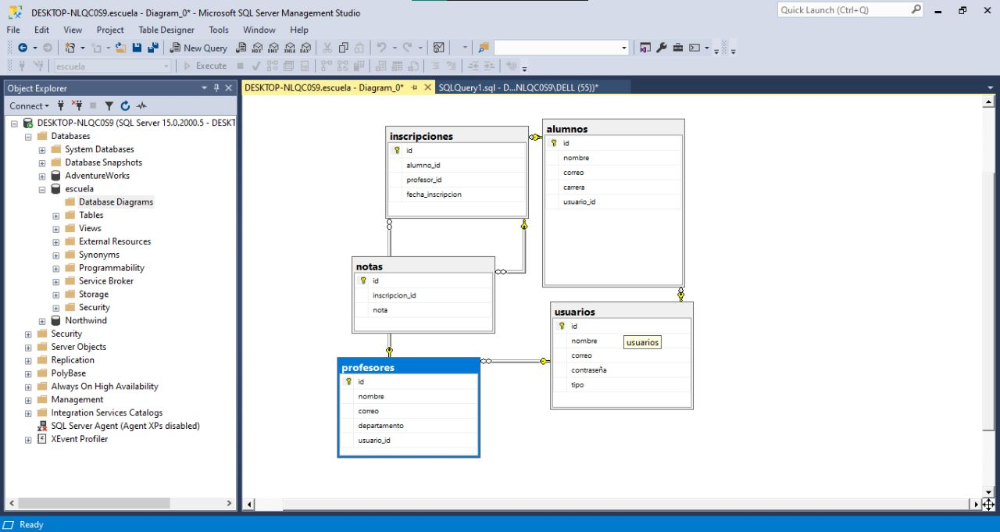 DESKTOP-NLQC0S9.escuela - Diagram_0* - Microsoft SQL Server Management Studio
Quick Launch (Ctrl+Q)
File Edit View Project Table Designer Tools Window Help
New Query
MDX DMX XMLA DAX
escuela
Execute
Object Explorer
DESKTOP-NLQC0S9.escuela - Diagram_0*
SQLQuery1.sql - D...NLQC0S9\DELL (55))*
Connect
DESKTOP-NLQC0S9 (SQL Server 15.0.2000.5 - DESKT
Databases
System Databases
Database Snapshots
AdventureWorks
escuela
Database Diagrams
Tables
Views
External Resources
Synonyms
Programmability
Service Broker
Storage
Security
Northwind
Security
Server Objects
Replication
PolyBase
Always On High Availability
Management
Integration Services Catalogs
SQL Server Agent (Agent XPs disabled)
XEvent Profiler
inscripciones
id
alumno_id
profesor_id
fecha_inscripcion
alumnos
id
nombre
correo
carrera
usuario_id
notas
id
inscripcion_id
nota
usuarios
id
nombre
correo
contraseña
tipo
usuarios
profesores
id
nombre
correo
departamento
usuario_id
Ready